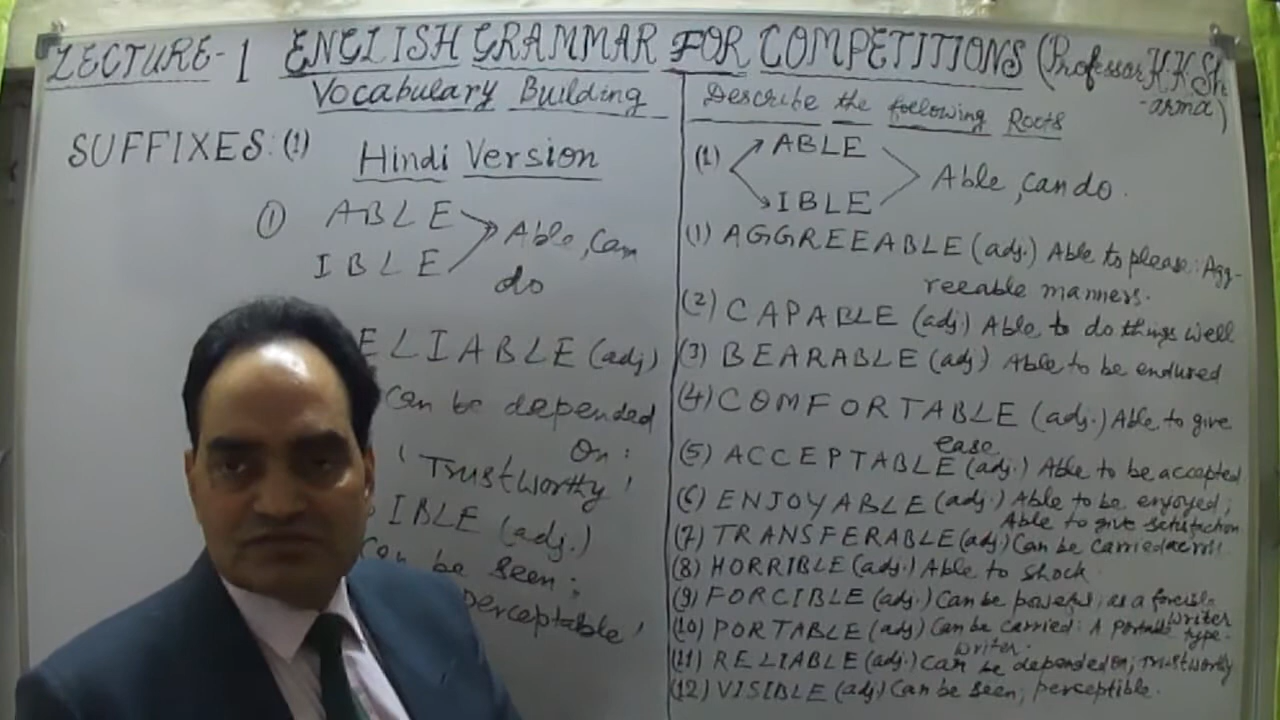 LECTURE-1 ENGLISH GRAMMAR FOR COMPETITIONS (Professor K K Sh
-arma)
Vocabulary Building
SUFFIXES: (1) Hindi Version
① ABLE
IBLE
Able, Can
do
ELIABLE (adj)
Can be depended
On:
'Trustworthy'
IBLE (adj.)
Can be Seen:
perceptable'
Describe the following Roots
(1) ABLE
IBLE
Able, can do.
(1) AGGREEABLE (adj.) Able to please: Agg-
reeable manners.
(2) CAPABLE (adj) Able to do things well
(3) BEARABLE (adj) Able to be endured
(4) COMFORTABLE (adj.) Able to give
ease
(5) ACCEPTABLE (adj.) Able to be accepted
(6) ENJOYABLE (adj.) Able to be enjoyed;
Able to give satisfaction
(7) TRANSFERABLE (adj) Can be carried
(8) HORRIBLE (adj.) Able to Shock
(9) FORCIBLE (adj.) Can be powerful, as a forcible
writer
(10) PORTABLE (adj) Can be carried: A Portable type-
writer.
(11) RELIABLE (adj.) Can be depended on; Trustworthy
(12) VISIBLE (adj) Can be seen; perceptible.